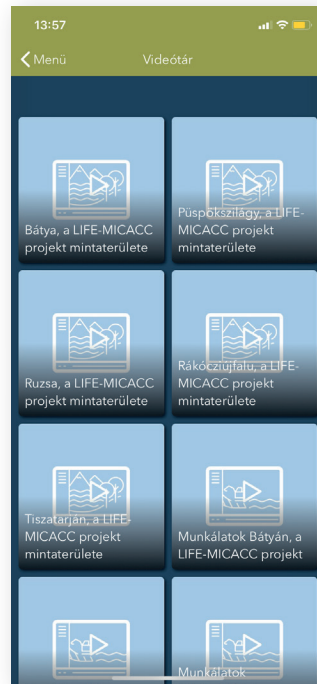 13:57
Menü
Videótár
Bátya, a LIFE-MICACC
projekt mintaterülete
Püspökszilágy, a LIFE-
MICACC projekt
mintaterülete
Ruzsa, a LIFE-MICACC
projekt mintaterülete
Rákócziújfalu, a LIFE-
MICACC projekt
mintaterülete
Tiszatarján, a LIFE-
MICACC projekt
mintaterülete
Munkálatok Bátyán, a
LIFE-MICACC projekt
Munkálatok